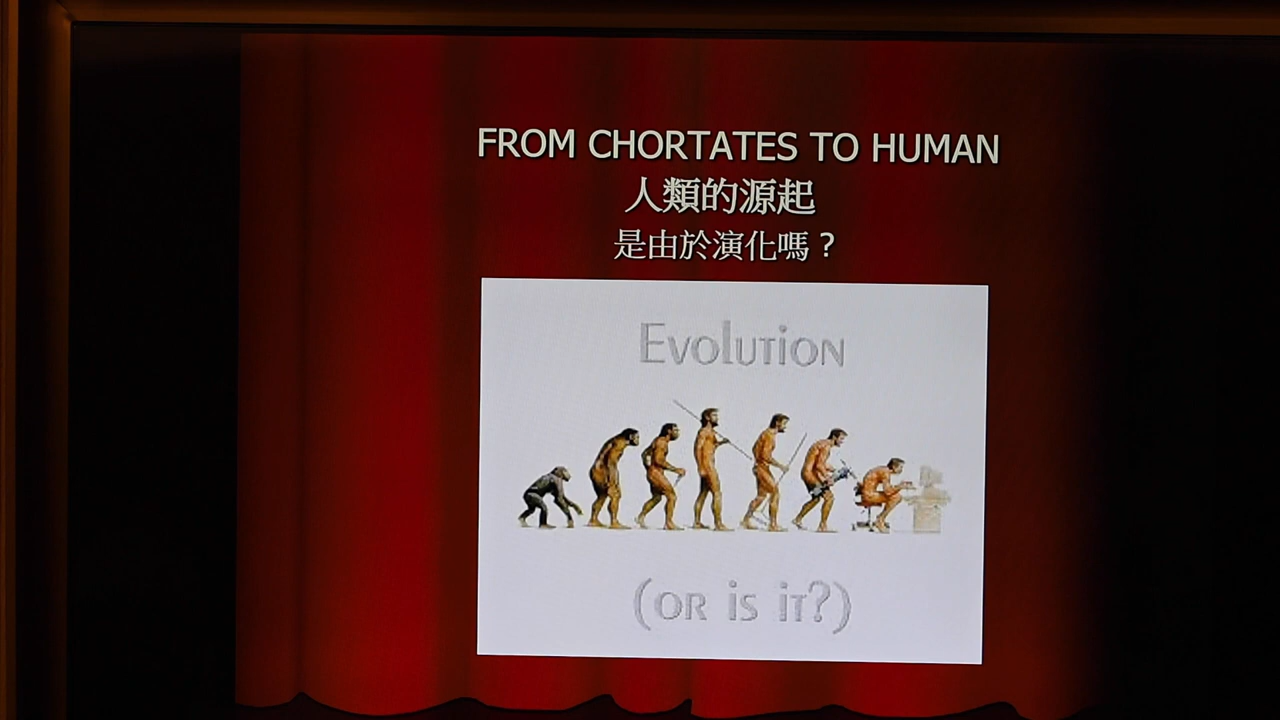 FROM CHORTATES TO HUMAN
人類的源起
是由於演化嗎？
Evolution
(OR is iT?)